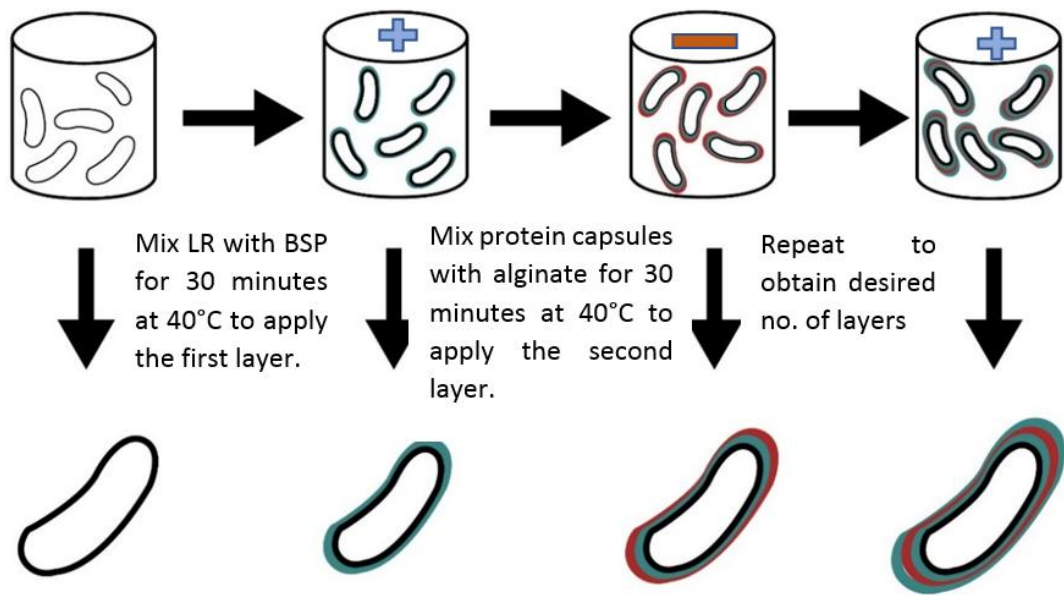 Mix LR with BSP
for 30 minutes
at 40°C to apply
the first layer.
Mix protein capsules
with alginate for 30
minutes at 40°C to
apply the second
layer.
Repeat to
obtain desired
no. of layers